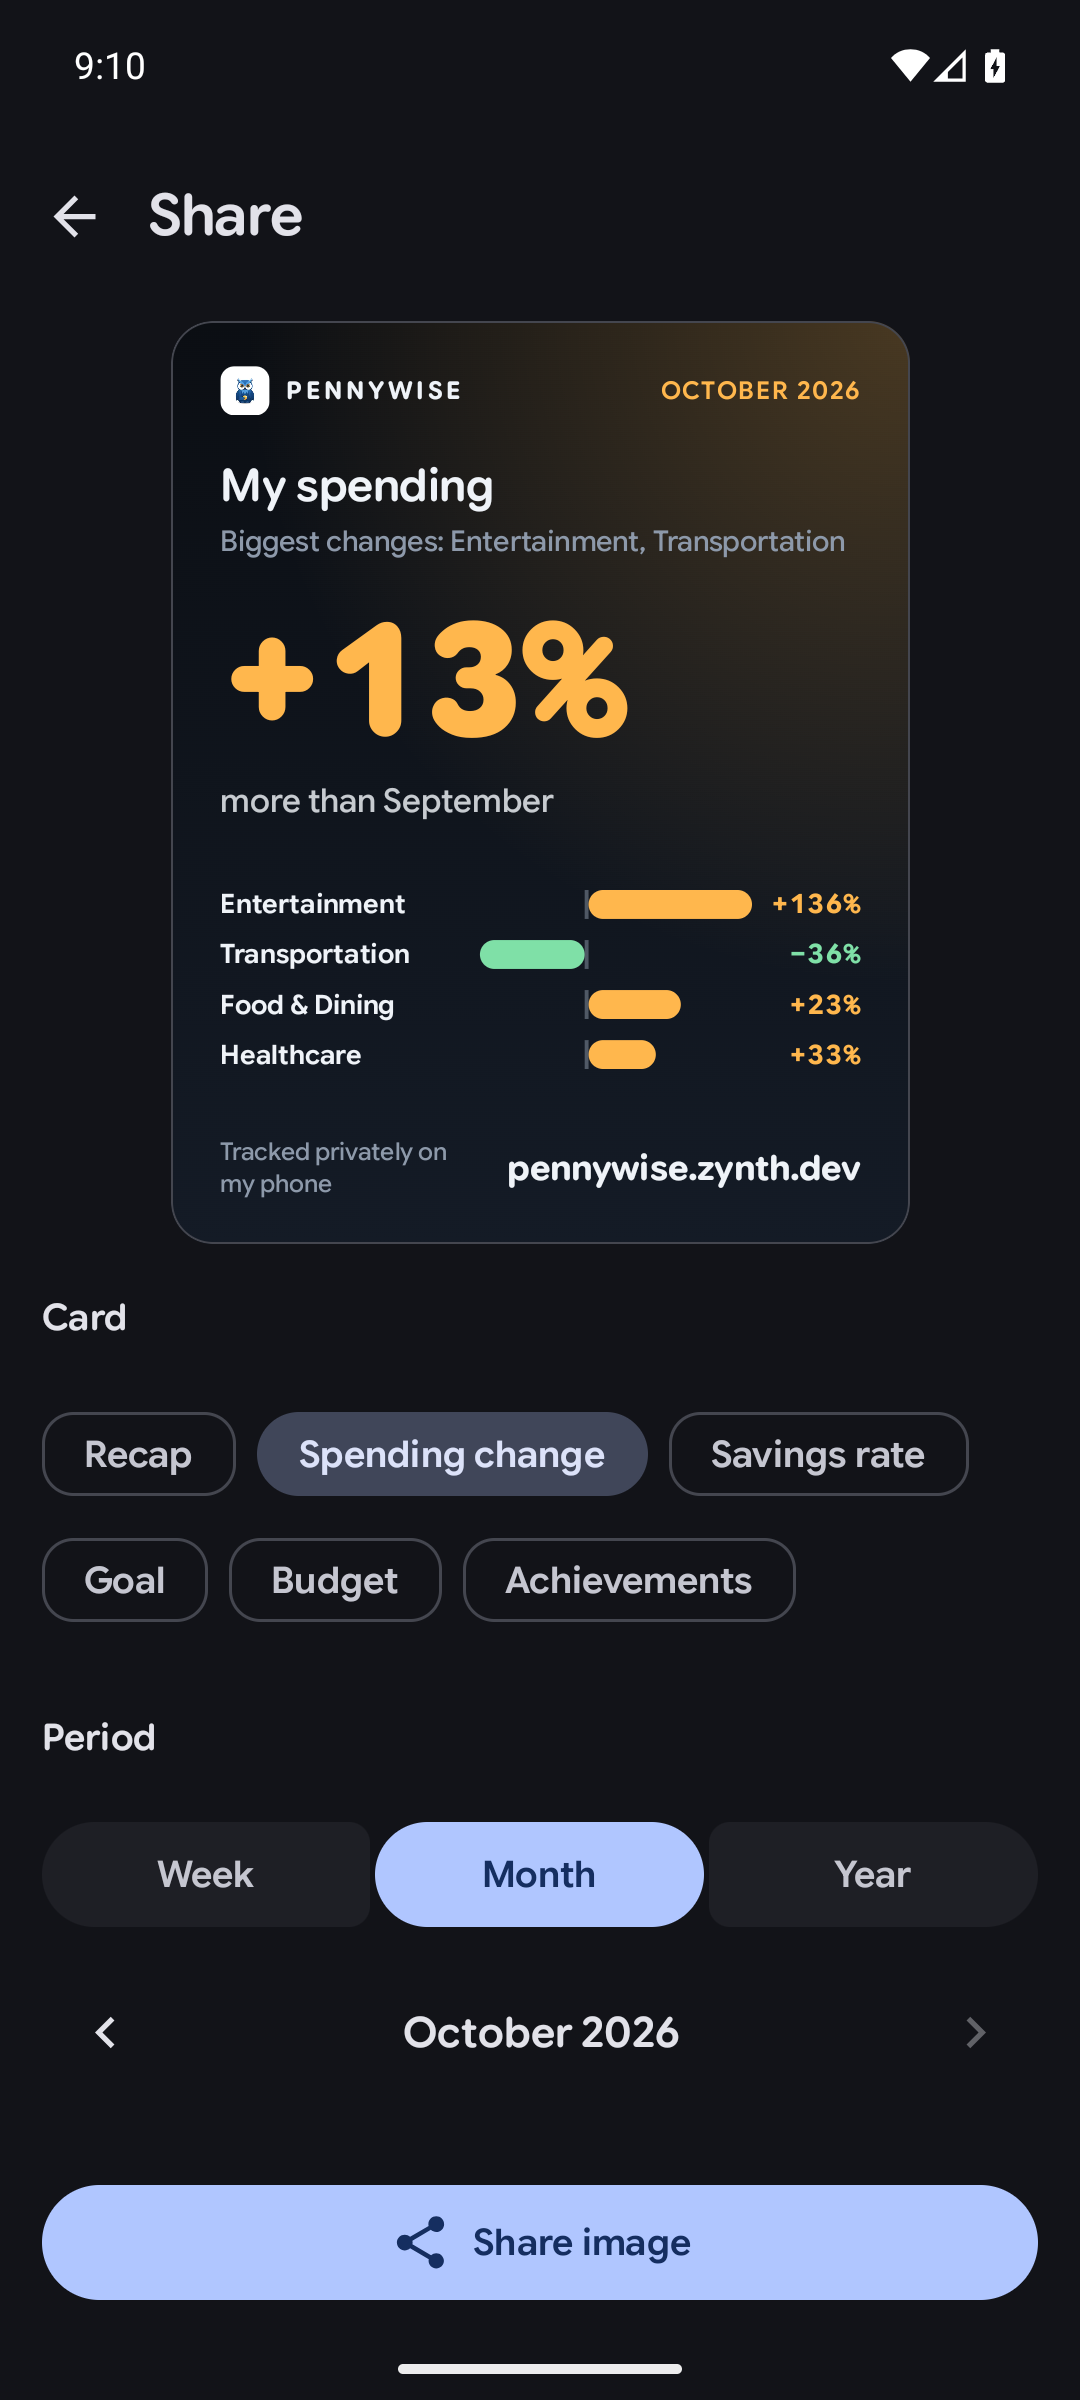 9:10
Share
PENNYWISE
OCTOBER 2026
My spending
Biggest changes: Entertainment, Transportation
+13%
more than September
Entertainment +136%
Transportation −36%
Food & Dining +23%
Healthcare +33%
Tracked privately on
my phone
pennywise.zynth.dev
Card
Recap Spending change Savings rate
Goal Budget Achievements
Period
Week Month Year
October 2026
Share image